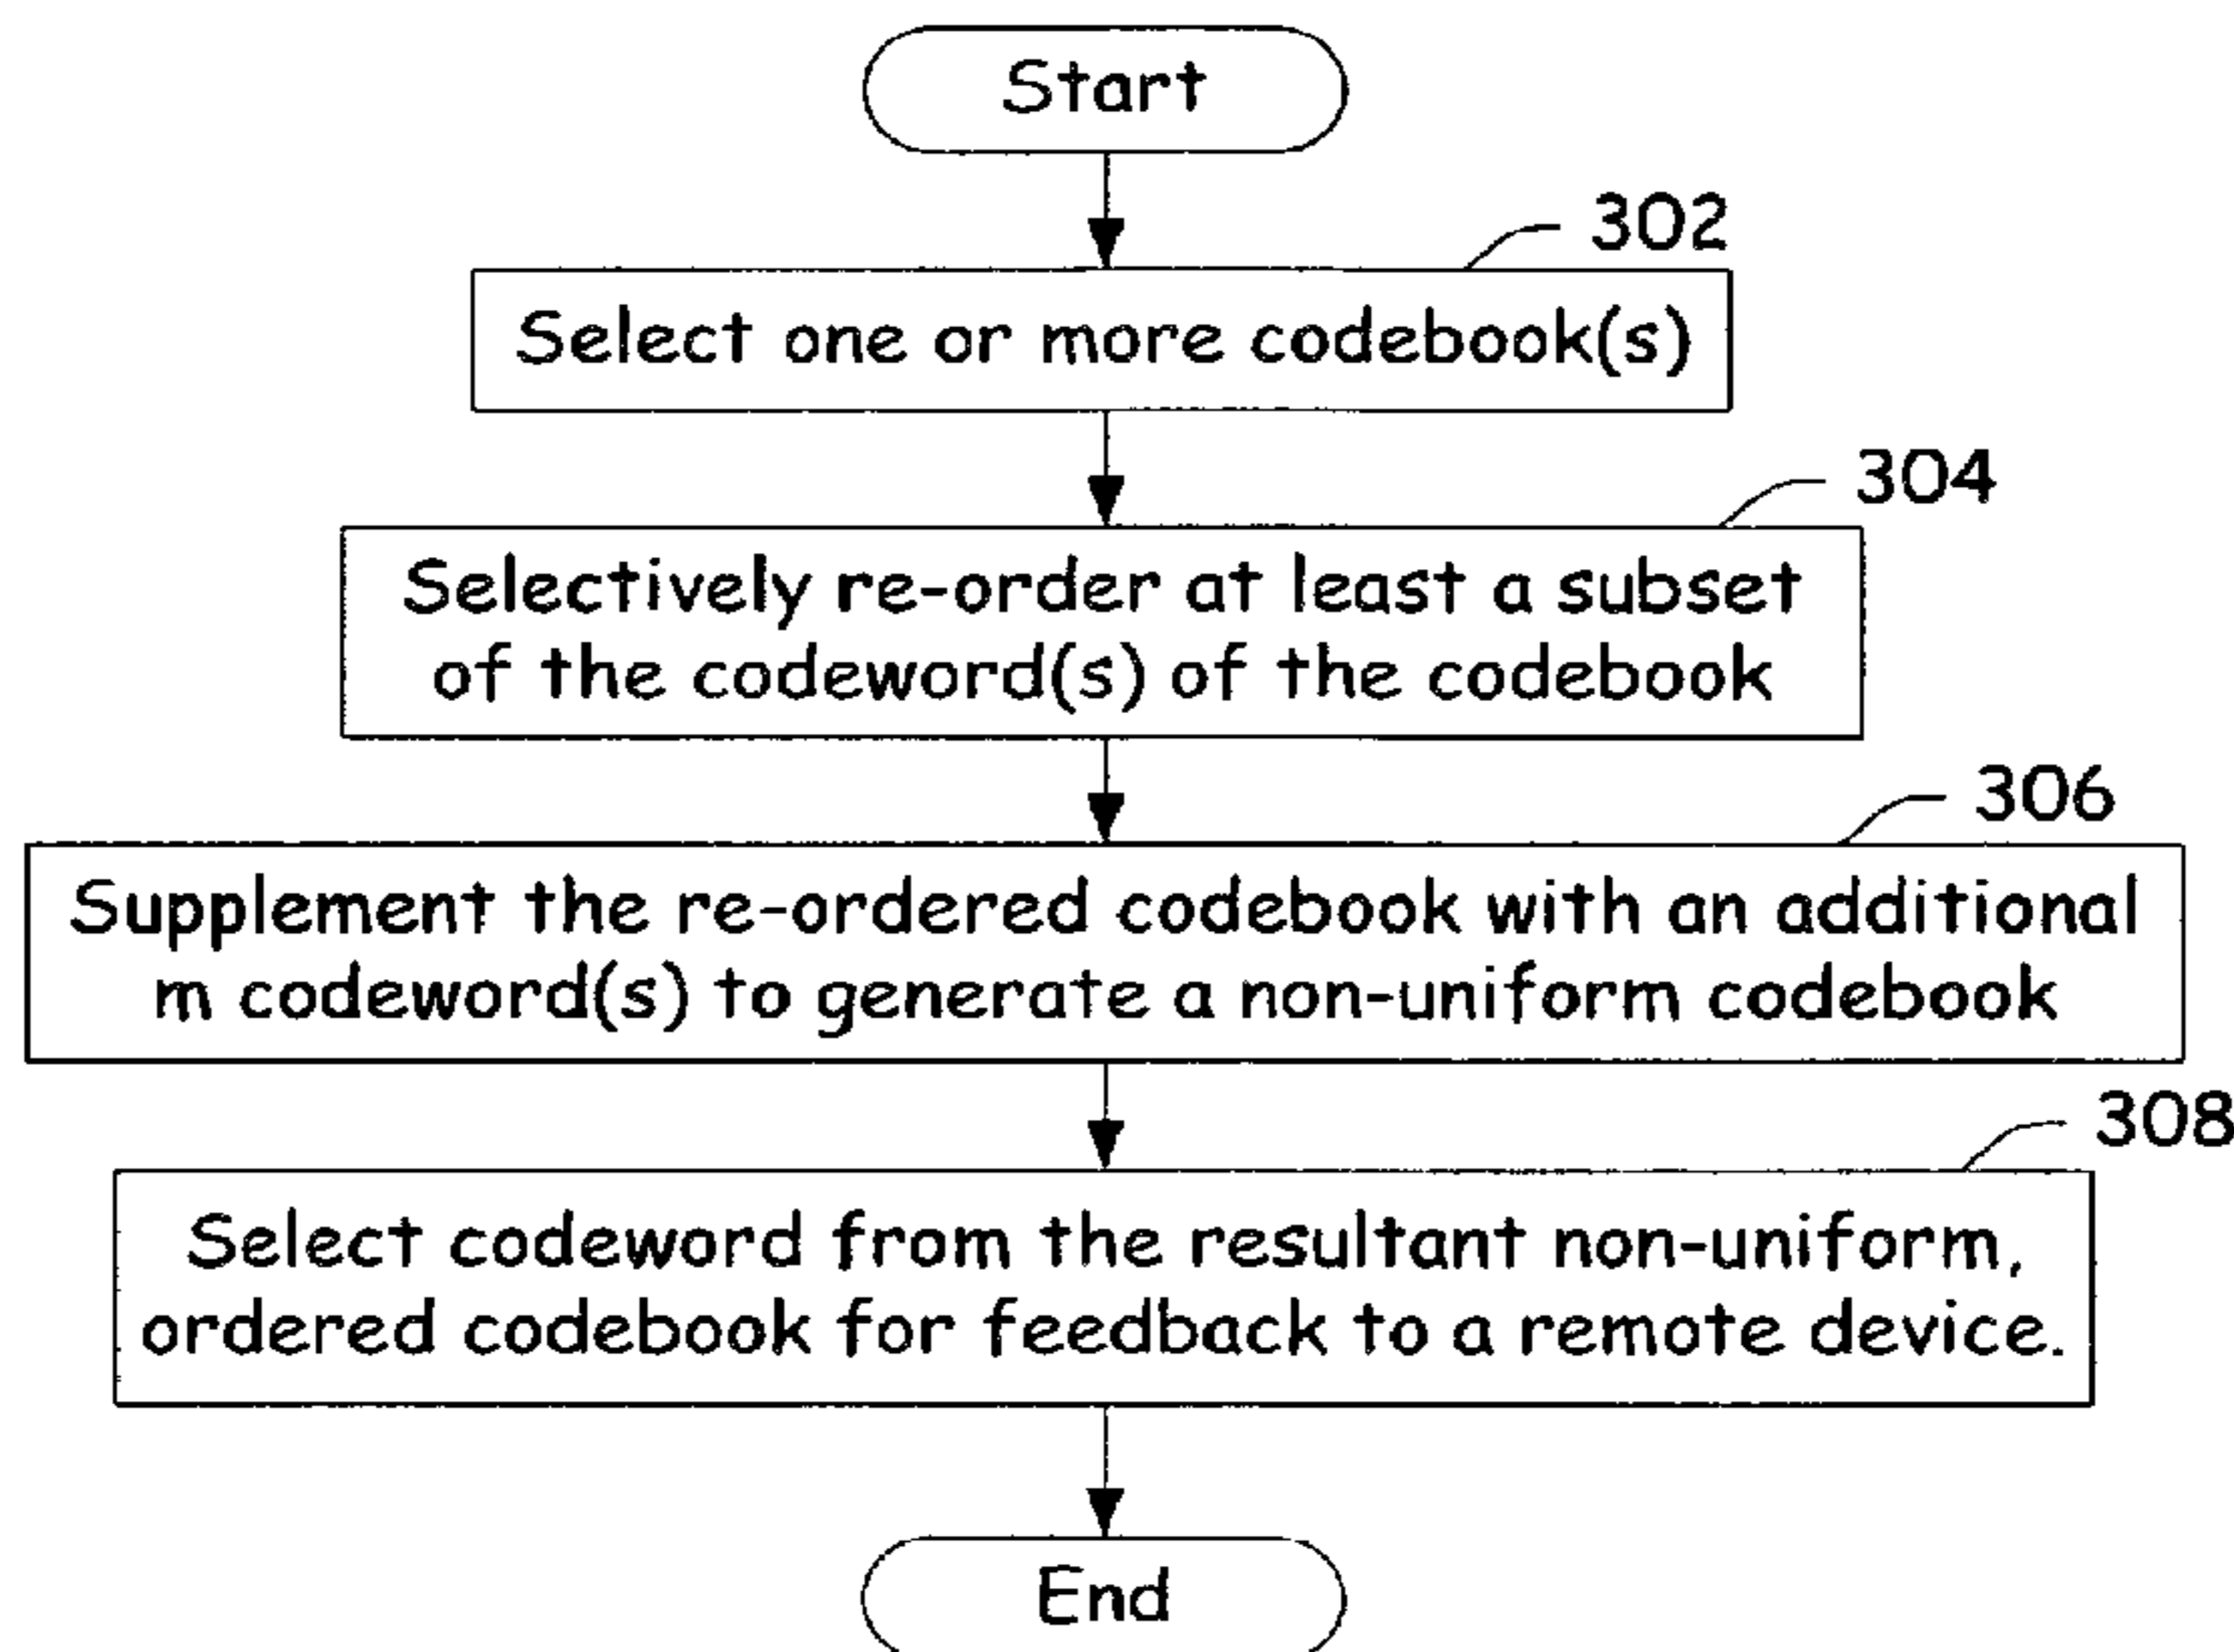 Start
302
Select one or more codebook(s)
304
Selectively re-order at least a subset
of the codeword(s) of the codebook
306
Supplement the re-ordered codebook with an additional
m codeword(s) to generate a non-uniform codebook
308
Select codeword from the resultant non-uniform,
ordered codebook for feedback to a remote device.
End